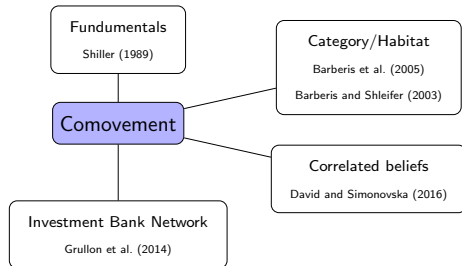 Fundumentals
Shiller (1989)
Category/Habitat
Barberis et al. (2005)
Barberis and Shleifer (2003)
Comovement
Correlated beliefs
David and Simonovska (2016)
Investment Bank Network
Grullon et al. (2014)